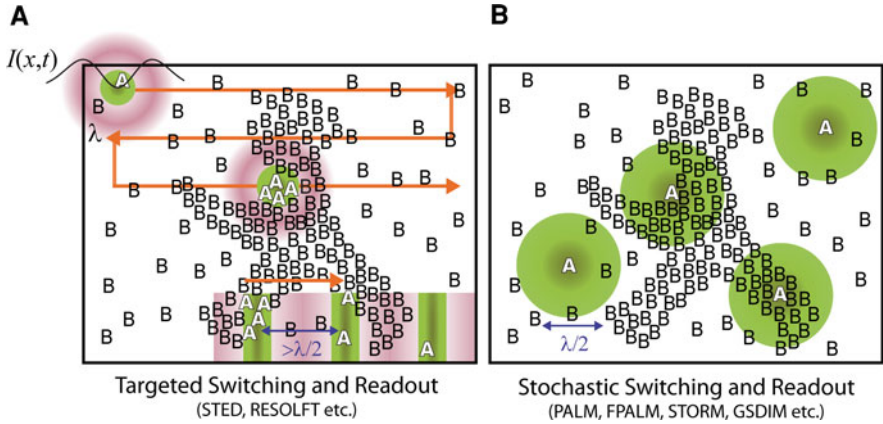 A
B
I(x,t)
λ
>λ/2
λ/2
Targeted Switching and Readout
(STED, RESOLFT etc.)
Stochastic Switching and Readout
(PALM, FPALM, STORM, GSDIM etc.)